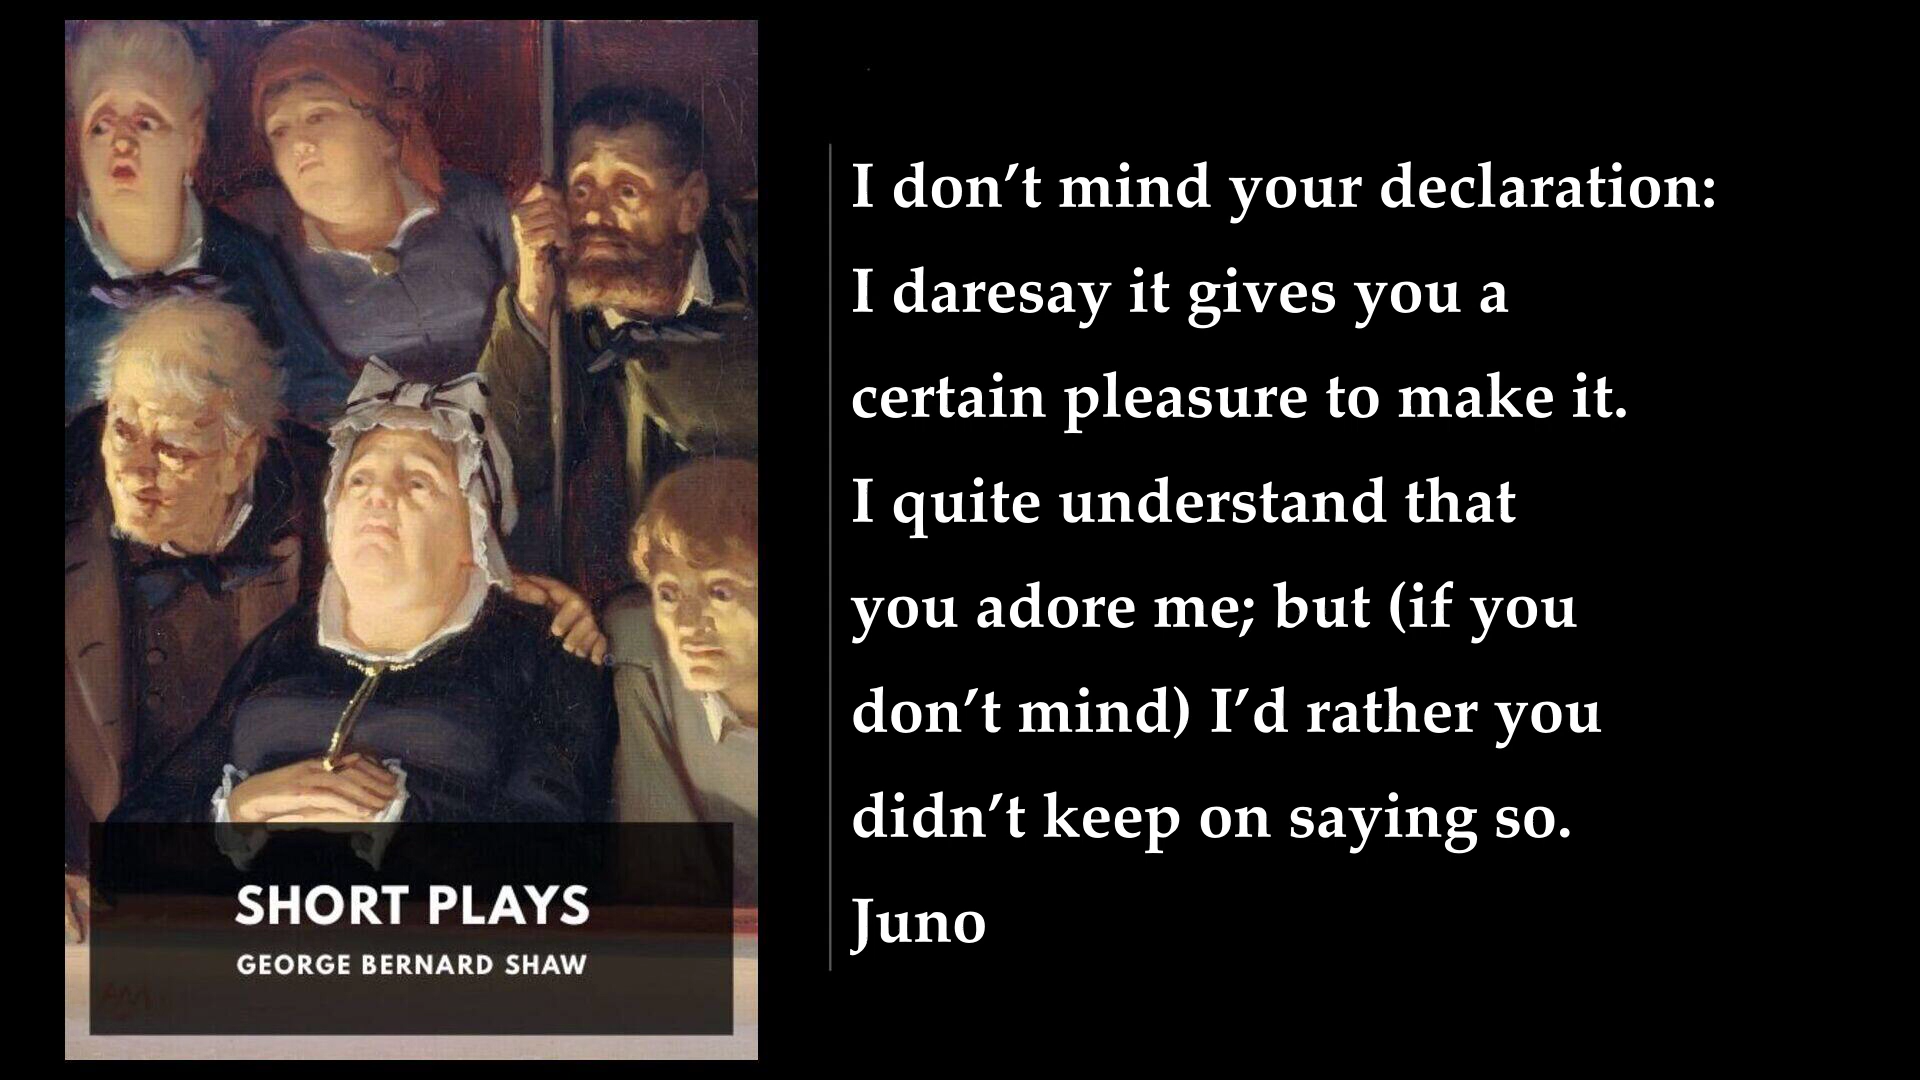 SHORT PLAYS
GEORGE BERNARD SHAW
I don’t mind your declaration:
I daresay it gives you a
certain pleasure to make it.
I quite understand that
you adore me; but (if you
don’t mind) I’d rather you
didn’t keep on saying so.
Juno